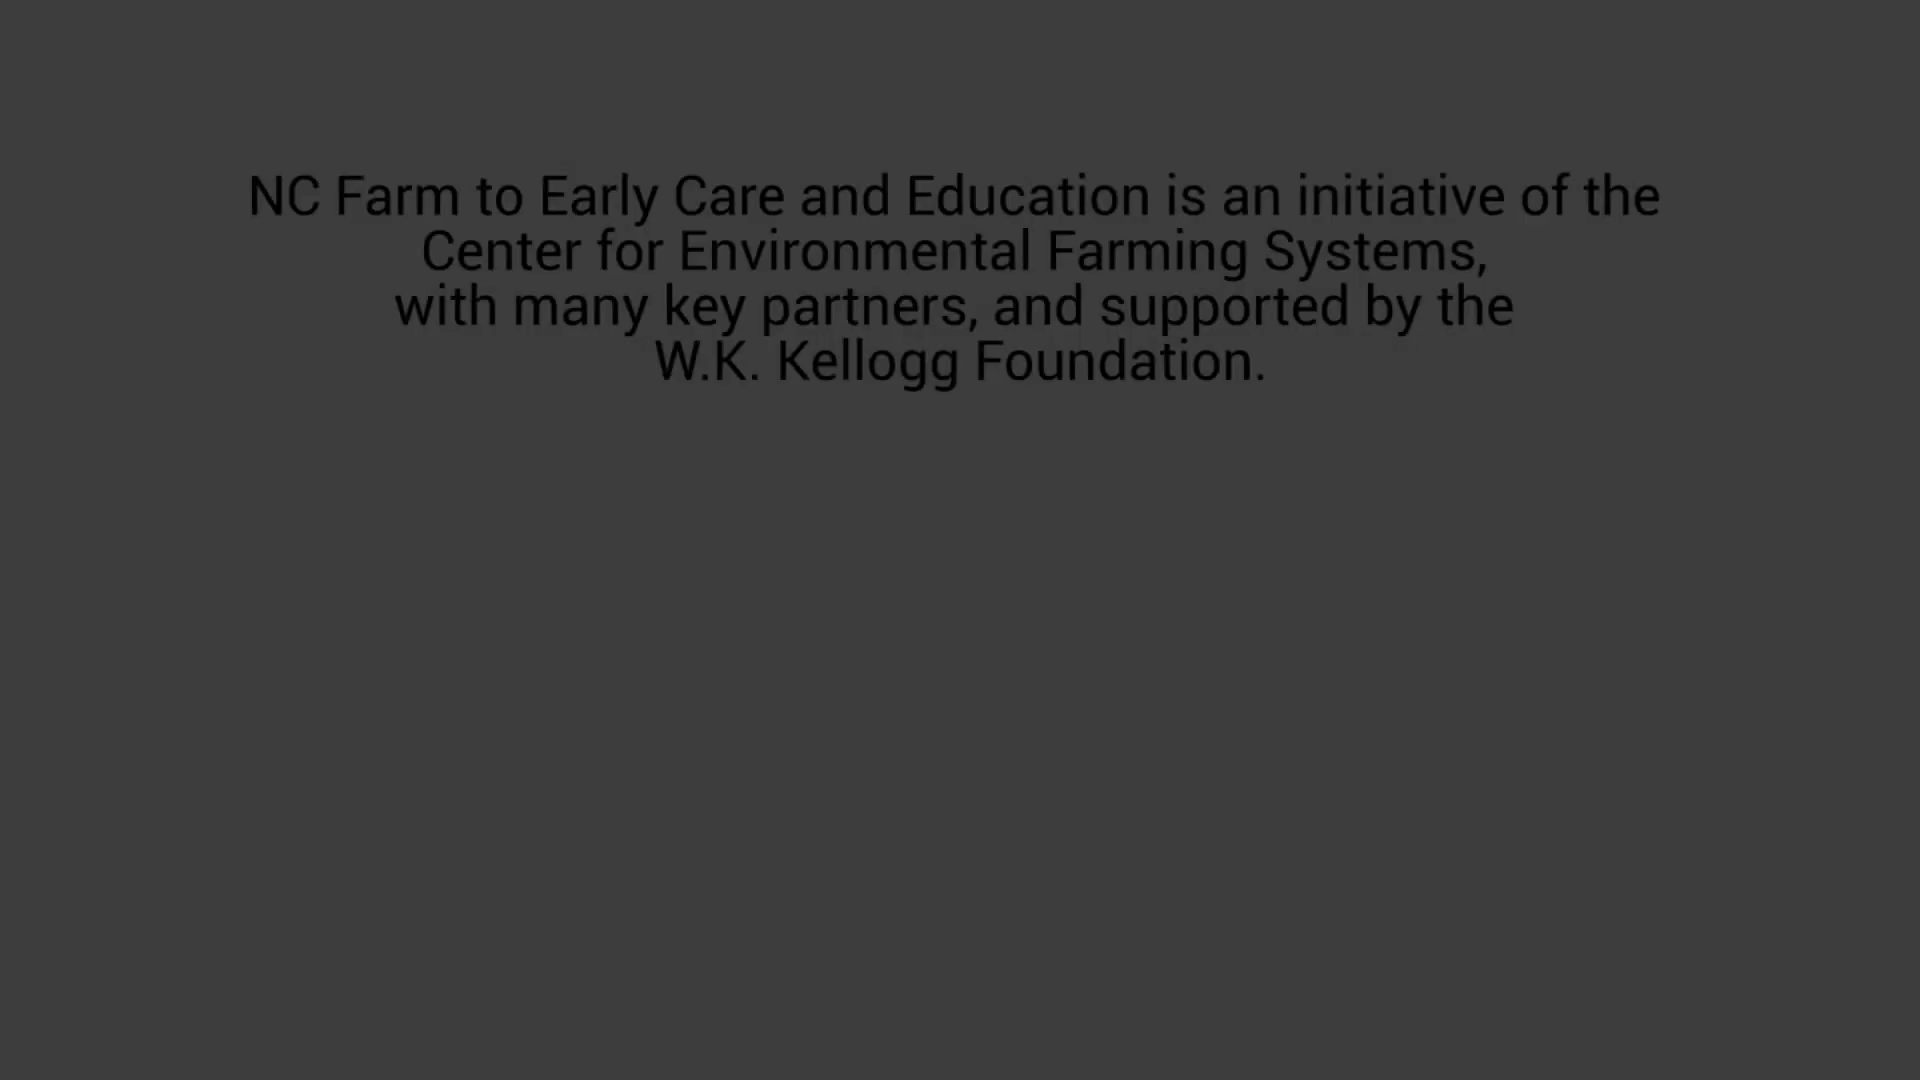 NC Farm to Early Care and Education is an initiative of the
Center for Environmental Farming Systems,
with many key partners, and supported by the
W.K. Kellogg Foundation.